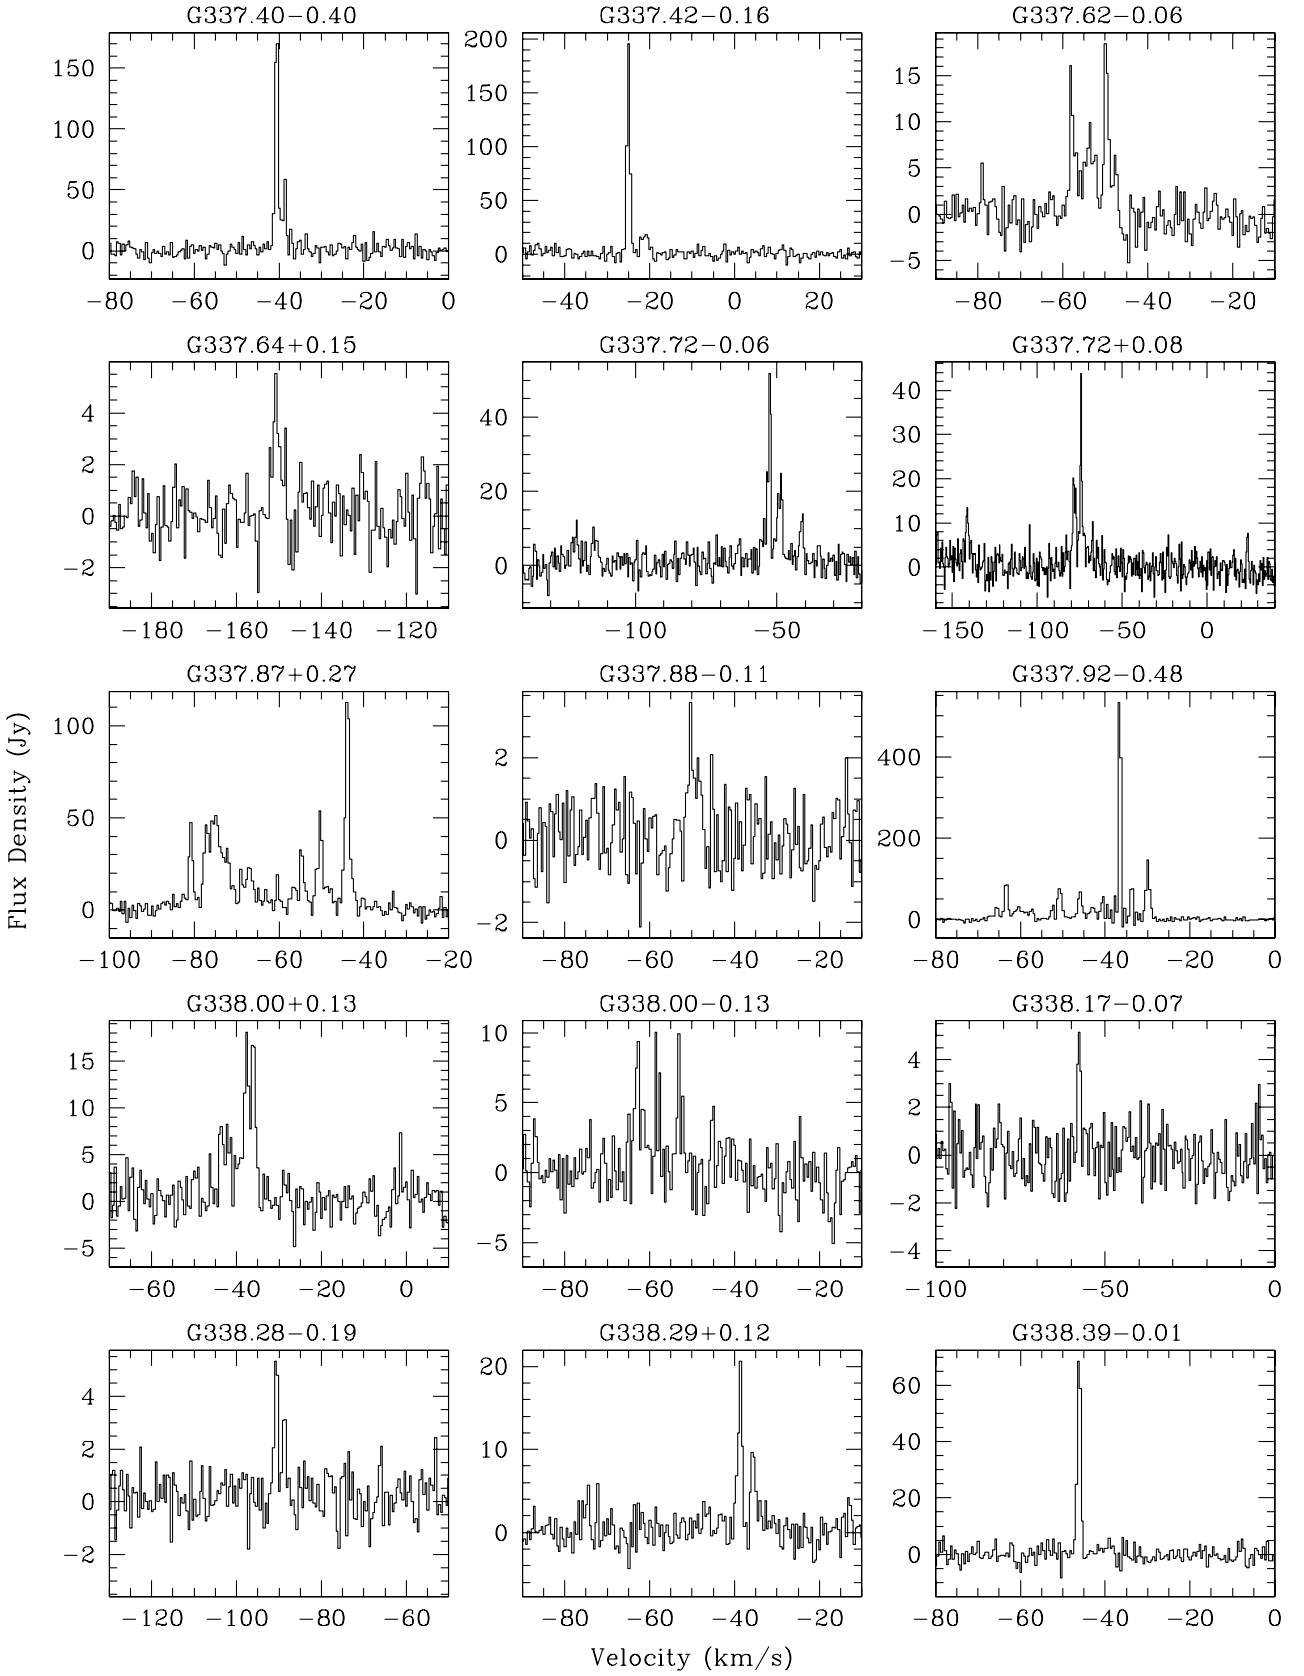 G337.40−0.40 G337.42−0.16 G337.62−0.06
150
100
50
0
−80 −60 −40 −20 0
200
150
100
50
0
−40 −20 0 20
15
10
5
0
−5
−80 −60 −40 −20
G337.64+0.15 G337.72−0.06 G337.72+0.08
4
2
0
−2
−180 −160 −140 −120
40
20
0
−100 −50
40
30
20
10
0
−150 −100 −50 0
G337.87+0.27 G337.88−0.11 G337.92−0.48
100
50
0
−100 −80 −60 −40 −20
2
0
−2
−80 −60 −40 −20
400
200
0
−80 −60 −40 −20 0
Flux Density (Jy)
G338.00+0.13 G338.00−0.13 G338.17−0.07
15
10
5
0
−5
−60 −40 −20 0
10
5
0
−5
−80 −60 −40 −20
4
2
0
−2
−4
−100 −50 0
G338.28−0.19 G338.29+0.12 G338.39−0.01
4
2
0
−2
−120 −100 −80 −60
20
10
0
−80 −60 −40 −20
60
40
20
0
−80 −60 −40 −20 0
Velocity (km/s)